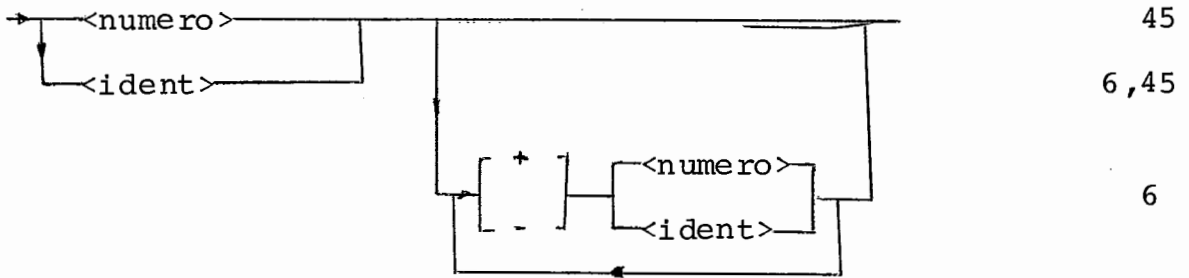 <numero> 45
<ident> 6,45
+ <numero>
6
- <ident>